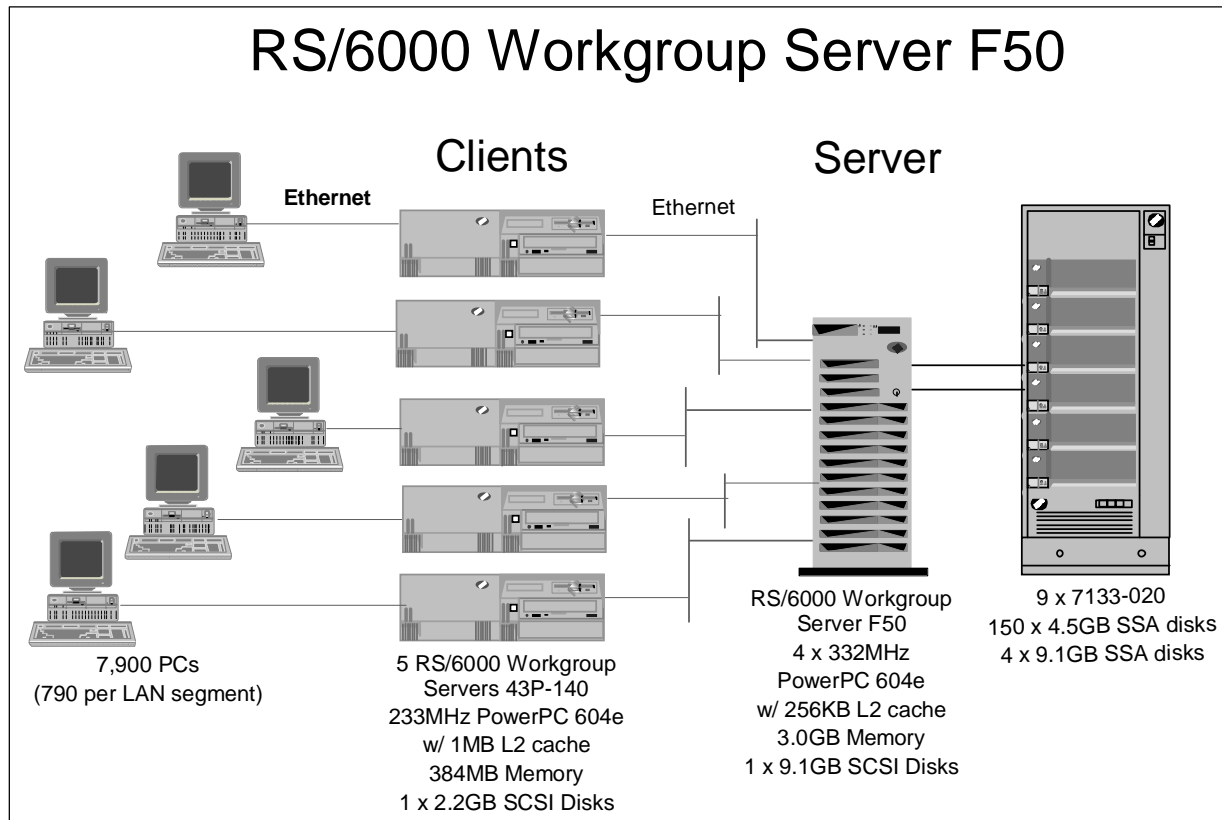 RS/6000 Workgroup Server F50
Clients
Server
Ethernet
Ethernet
7,900 PCs
(790 per LAN segment)
5 RS/6000 Workgroup
Servers 43P-140
233MHz PowerPC 604e
w/ 1MB L2 cache
384MB Memory
1 x 2.2GB SCSI Disks
RS/6000 Workgroup
Server F50
4 x 332MHz
PowerPC 604e
w/ 256KB L2 cache
3.0GB Memory
1 x 9.1GB SCSI Disks
9 x 7133-020
150 x 4.5GB SSA disks
4 x 9.1GB SSA disks